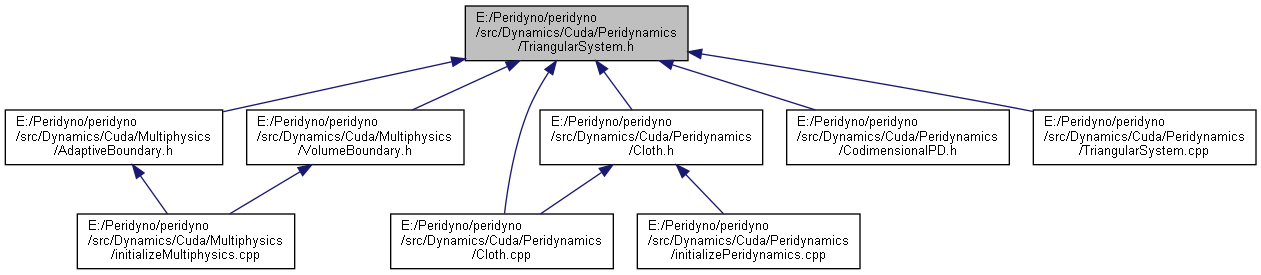 E:/Peridyno/peridyno
/src/Dynamics/Cuda/Peridynamics
/TriangularSystem.h
E:/Peridyno/peridyno
/src/Dynamics/Cuda/Multiphysics
/AdaptiveBoundary.h
E:/Peridyno/peridyno
/src/Dynamics/Cuda/Multiphysics
/VolumeBoundary.h
E:/Peridyno/peridyno
/src/Dynamics/Cuda/Peridynamics
/Cloth.h
E:/Peridyno/peridyno
/src/Dynamics/Cuda/Peridynamics
/CodimensionalPD.h
E:/Peridyno/peridyno
/src/Dynamics/Cuda/Peridynamics
/TriangularSystem.cpp
E:/Peridyno/peridyno
/src/Dynamics/Cuda/Multiphysics
/initializeMultiphysics.cpp
E:/Peridyno/peridyno
/src/Dynamics/Cuda/Peridynamics
/Cloth.cpp
E:/Peridyno/peridyno
/src/Dynamics/Cuda/Peridynamics
/initializePeridynamics.cpp